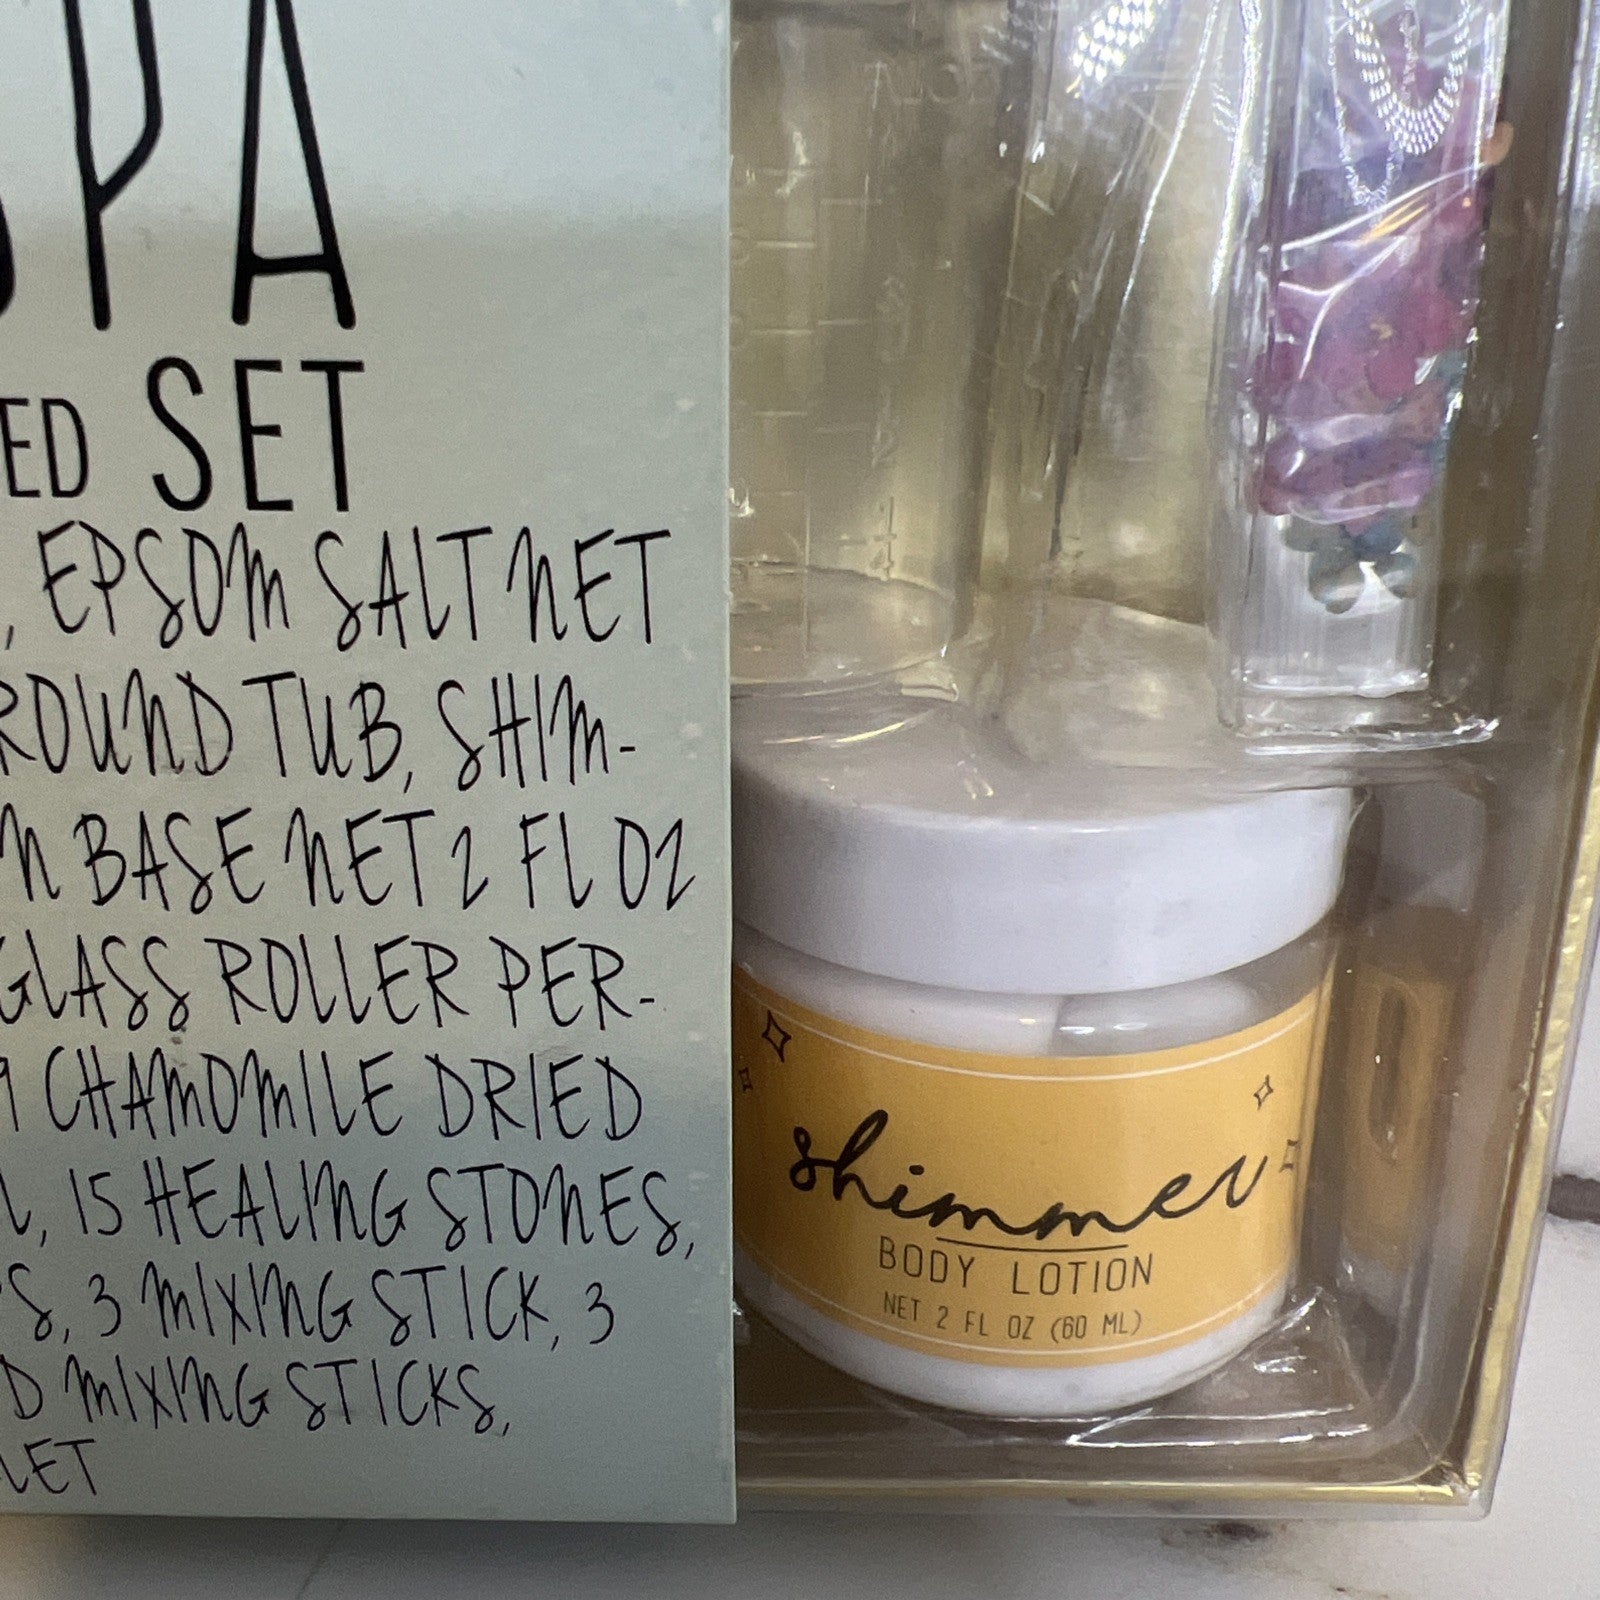 SPA
ED SET
, EPSOM SALT NET
ROUND TUB, SHIM-
N BASE NET 2 FL OZ
GLASS ROLLER PER-
9 CHAMOMILE DRIED
L, 15 HEALING STONES,
S, 3 MIXING STICK, 3
D MIXING STICKS,
LET
shimmer
BODY LOTION
NET 2 FL OZ (60 ML)